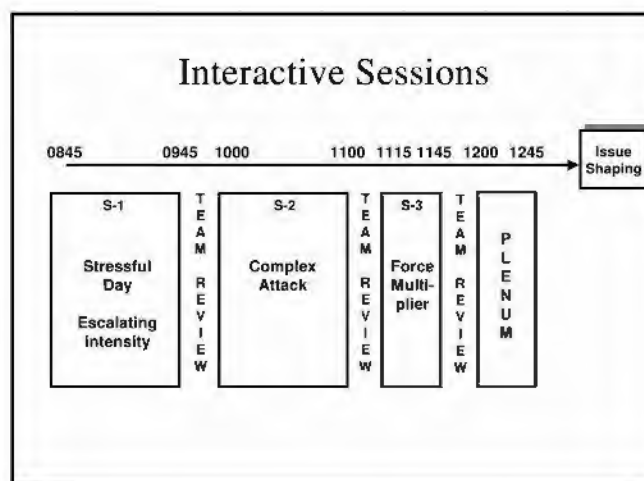 Interactive Sessions
0845 0945 1000 1100 1115 1145 1200 1245
Issue
Shaping
S-1
Stressful
Day
Escalating
intensity
TEAM REVIEW
S-2
Complex
Attack
TEAM REVIEW
S-3
Force
Multi-
plier
TEAM REVIEW
PLENUM